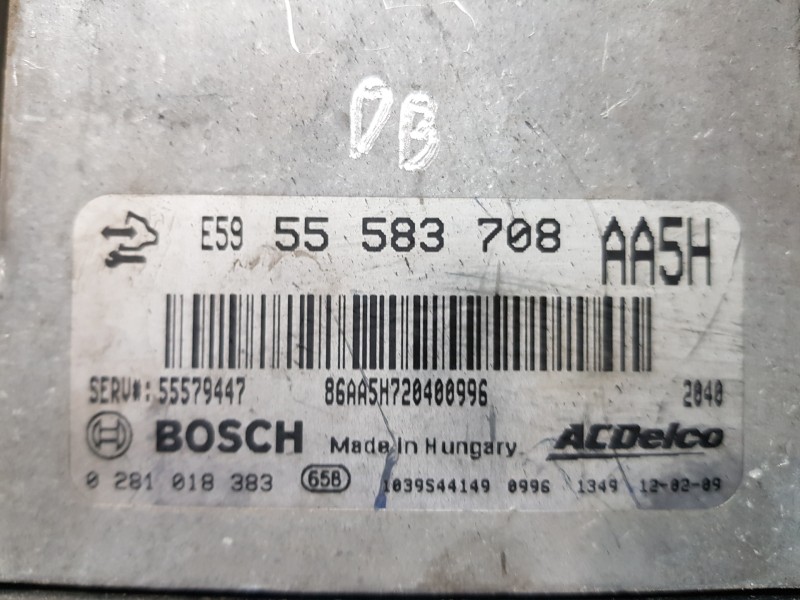 DB
E59 55 583 708 AA5H
SERV#: 55579447 86AA5H720400996 2040
BOSCH Made in Hungary ACDelco
0 281 018 383 658 1039S44149 0996 1349 12-02-09